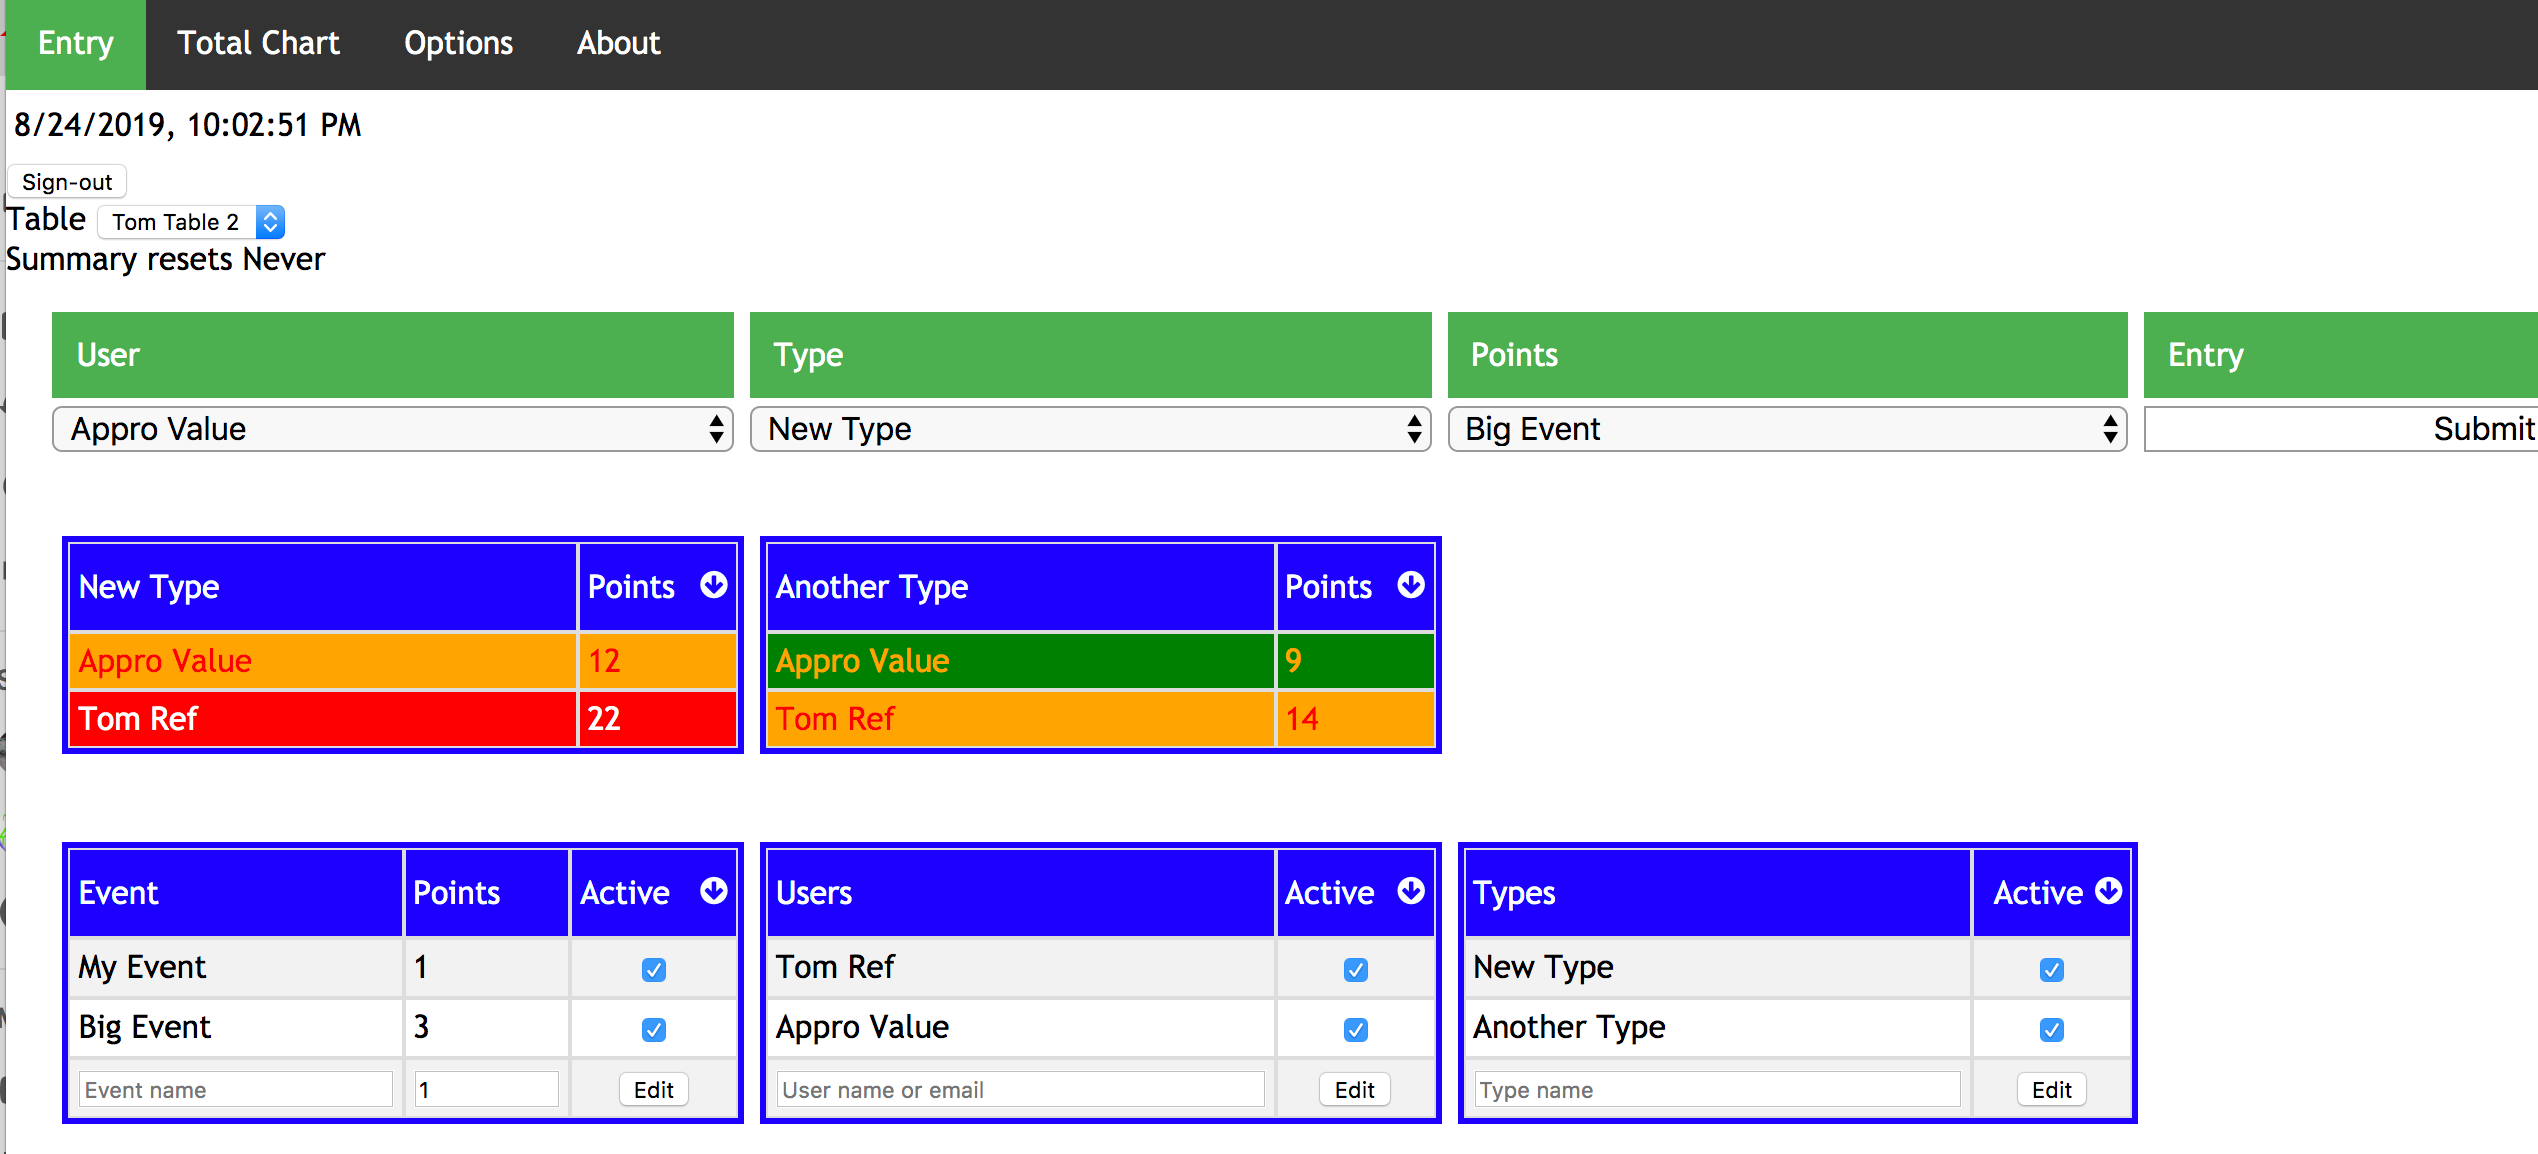 Entry Total Chart Options About
8/24/2019, 10:02:51 PM
Sign-out
Table Tom Table 2
Summary resets Never
User Type Points Entry
Appro Value New Type Big Event Submit
New Type Points Another Type Points
Appro Value 12 Appro Value 9
Tom Ref 22 Tom Ref 14
Event Points Active Users Active Types Active
My Event 1 Tom Ref New Type
Big Event 3 Appro Value Another Type
Event name 1 Edit User name or email Edit Type name Edit